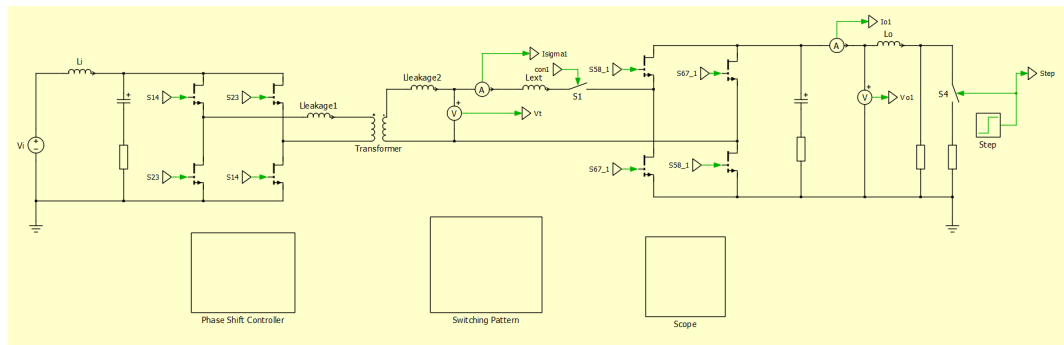 Li
S14
S23
S23
S14
Vi
Lleakage1
Transformer
Lleakage2
Isigma1
A
V
Vt
con1
Lext
S1
S58_1
S67_1
S67_1
S58_1
Io1
A
Lo
V
Vo1
S4
Step
Step
Phase Shift Controller
Switching Pattern
Scope